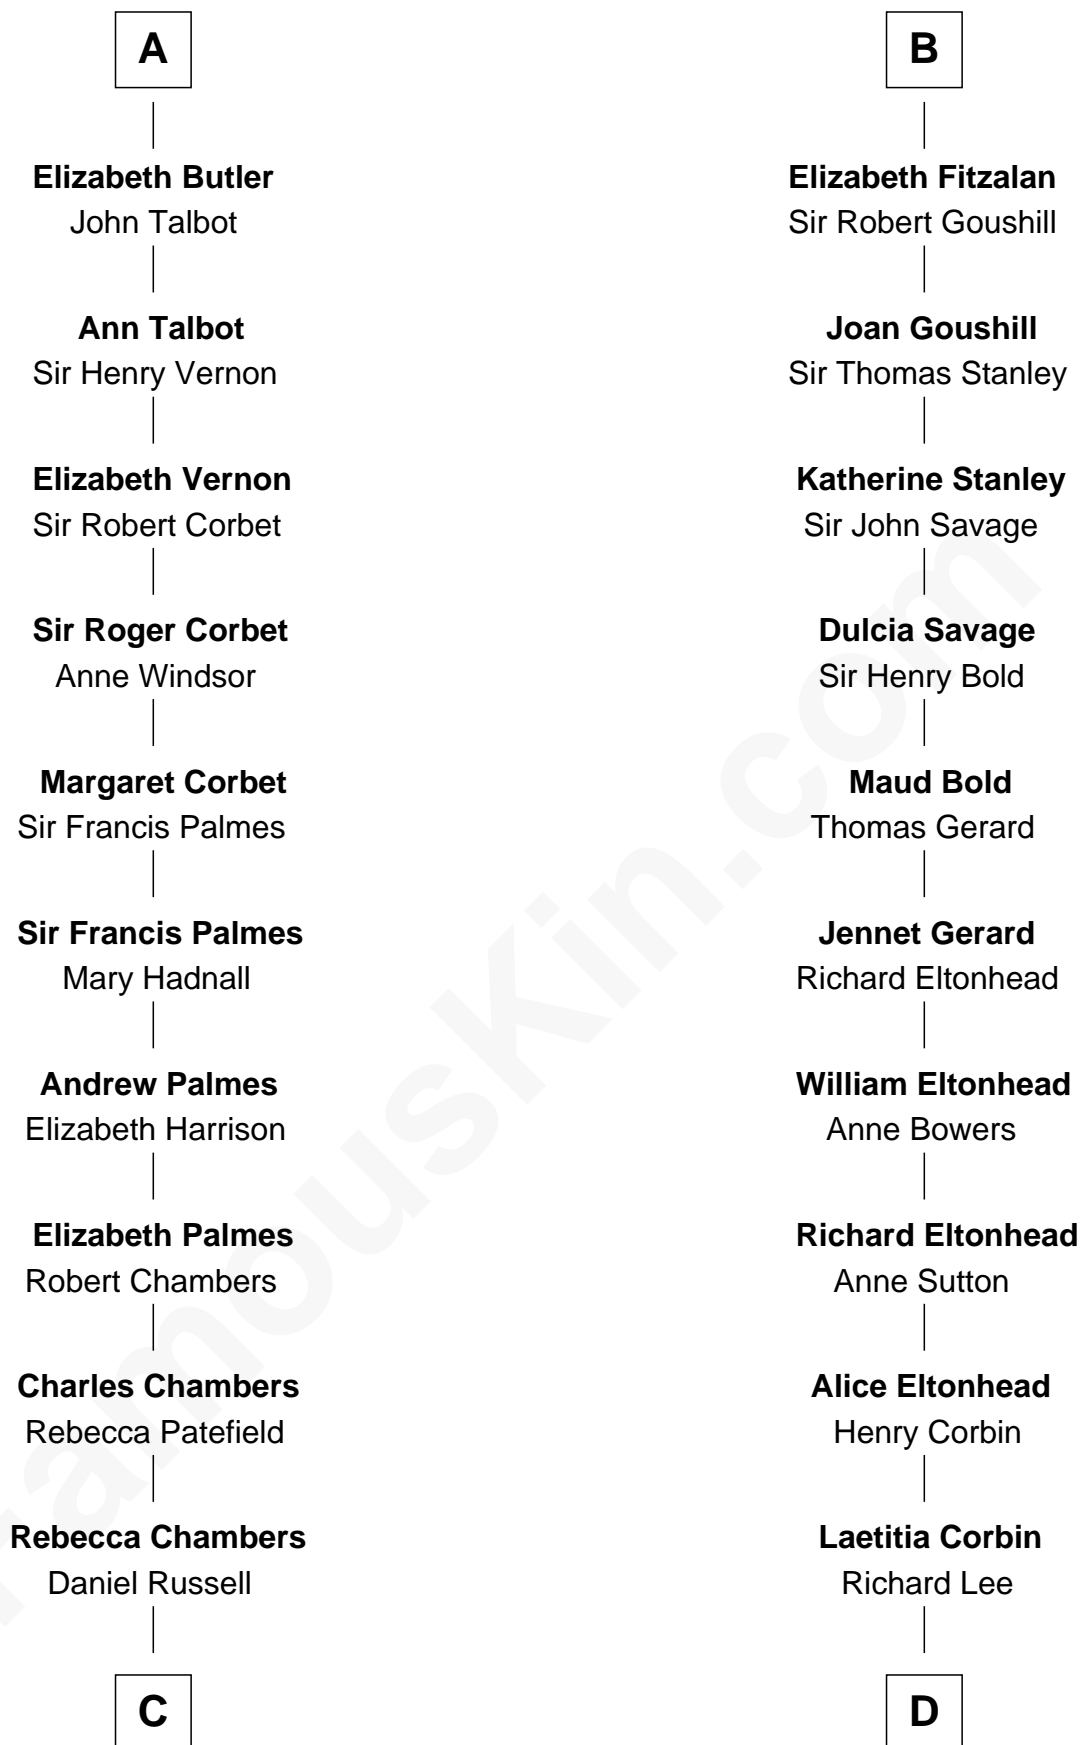 A
Elizabeth Butler
John Talbot
Ann Talbot
Sir Henry Vernon
Elizabeth Vernon
Sir Robert Corbet
Sir Roger Corbet
Anne Windsor
Margaret Corbet
Sir Francis Palmes
Sir Francis Palmes
Mary Hadnall
Andrew Palmes
Elizabeth Harrison
Elizabeth Palmes
Robert Chambers
Charles Chambers
Rebecca Patefield
Rebecca Chambers
Daniel Russell
C
B
Elizabeth Fitzalan
Sir Robert Goushill
Joan Goushill
Sir Thomas Stanley
Katherine Stanley
Sir John Savage
Dulcia Savage
Sir Henry Bold
Maud Bold
Thomas Gerard
Jennet Gerard
Richard Eltonhead
William Eltonhead
Anne Bowers
Richard Eltonhead
Anne Sutton
Alice Eltonhead
Henry Corbin
Laetitia Corbin
Richard Lee
D
FamousKin.com